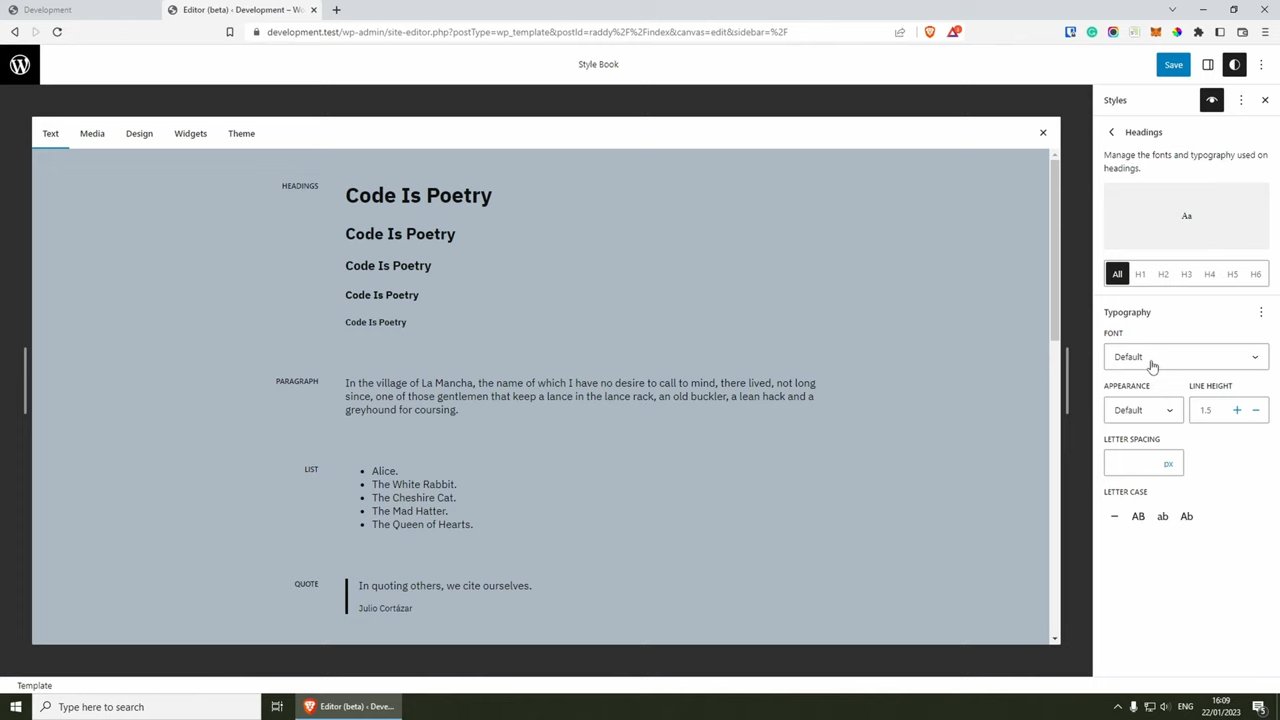 Development
Editor (beta) ‹ Development – Wo
development.test/wp-admin/site-editor.php?postType=wp_template&postId=raddy%2F%2Findex&canvas=edit&sidebar=%2F
Style Book
Save
Styles
Text
Media
Design
Widgets
Theme
Headings
Manage the fonts and typography used on
headings.
Aa
All
H1
H2
H3
H4
H5
H6
Typography
FONT
Default
APPEARANCE
LINE HEIGHT
Default
1.5
LETTER SPACING
px
LETTER CASE
AB
ab
Ab
HEADINGS
Code Is Poetry
Code Is Poetry
Code Is Poetry
Code Is Poetry
Code Is Poetry
PARAGRAPH
In the village of La Mancha, the name of which I have no desire to call to mind, there lived, not long
since, one of those gentlemen that keep a lance in the lance rack, an old buckler, a lean hack and a
greyhound for coursing.
LIST
Alice.
The White Rabbit.
The Cheshire Cat.
The Mad Hatter.
The Queen of Hearts.
QUOTE
In quoting others, we cite ourselves.
Julio Cortázar
Template
Type here to search
Editor (beta) ‹ Deve...
ENG
16:09
22/01/2023
5